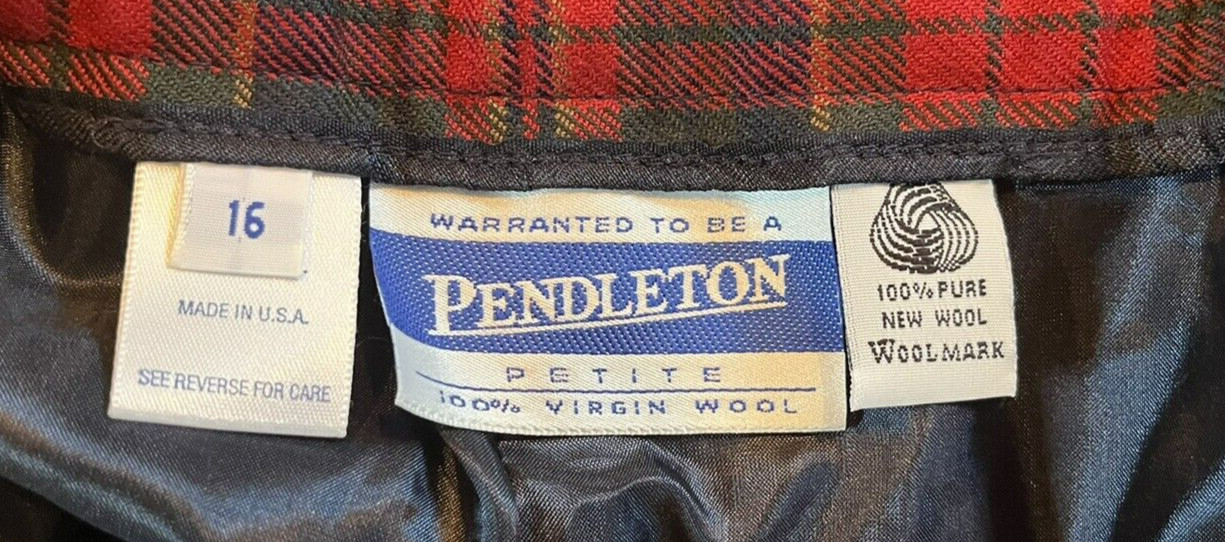 16
MADE IN U.S.A.
SEE REVERSE FOR CARE
WARRANTED TO BE A
PENDLETON
PETITE
100% VIRGIN WOOL
100% PURE
NEW WOOL
WOOLMARK